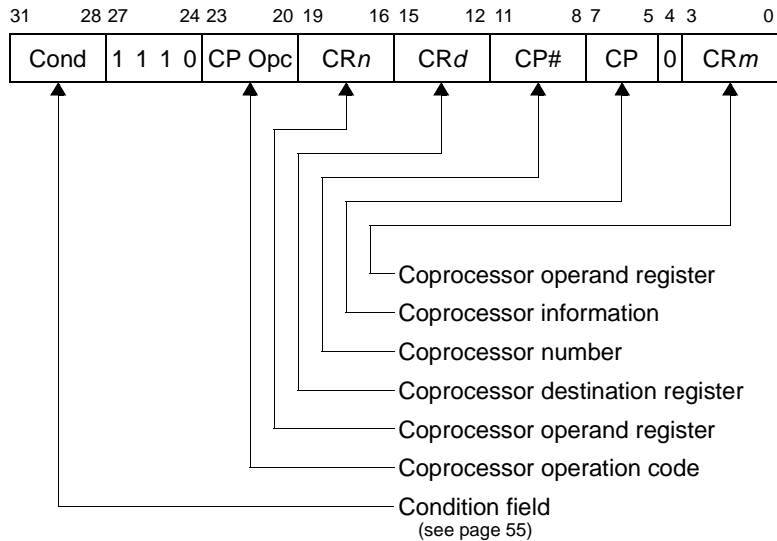 31 28 27 24 23 20 19 16 15 12 11 8 7 5 4 3 0
Cond 1 1 1 0 CP Opc CRn CRd CP# CP 0 CRm
Coprocessor operand register
Coprocessor information
Coprocessor number
Coprocessor destination register
Coprocessor operand register
Coprocessor operation code
Condition field
(see page 55)